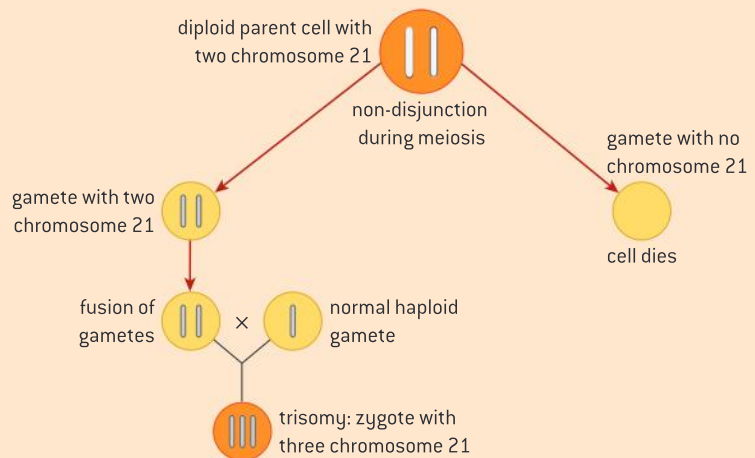 diploid parent cell with
two chromosome 21
non-disjunction
during meiosis
gamete with no
chromosome 21
gamete with two
chromosome 21
cell dies
fusion of
gametes
×
normal haploid
gamete
trisomy: zygote with
three chromosome 21